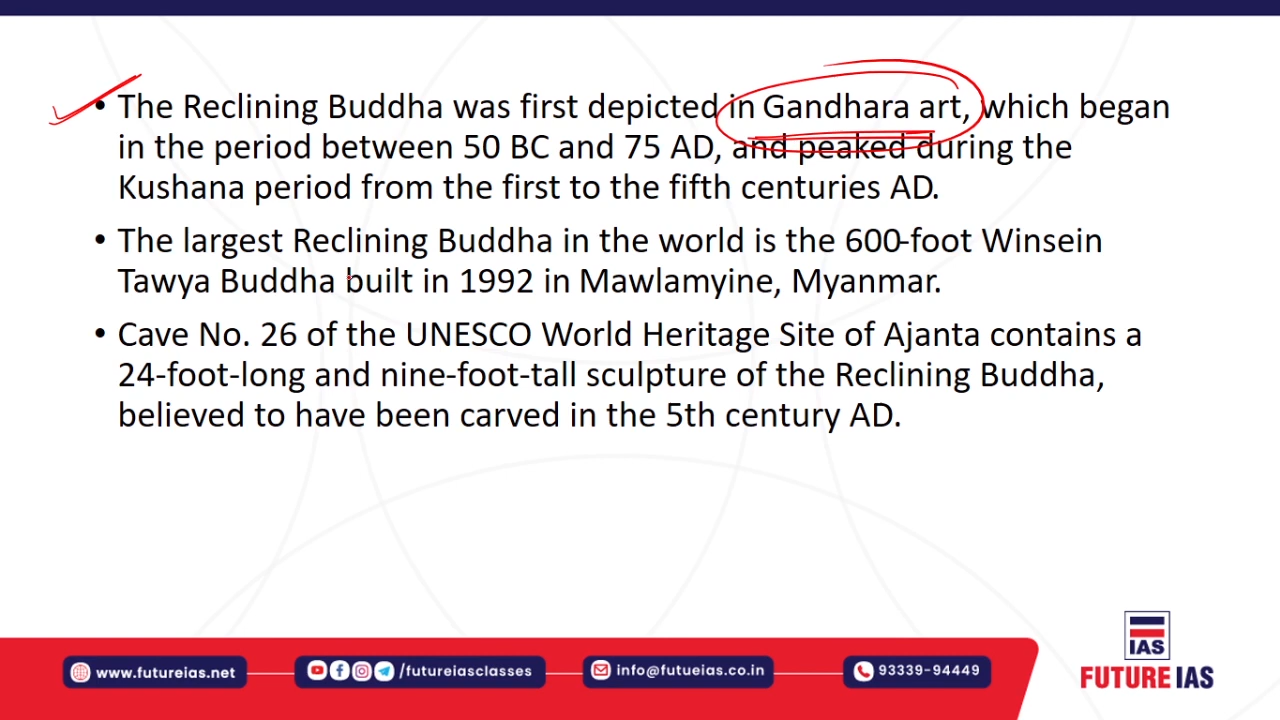 • The Reclining Buddha was first depicted in Gandhara art, which began
in the period between 50 BC and 75 AD, and peaked during the
Kushana period from the first to the fifth centuries AD.
• The largest Reclining Buddha in the world is the 600-foot Winsein
Tawya Buddha built in 1992 in Mawlamyine, Myanmar.
• Cave No. 26 of the UNESCO World Heritage Site of Ajanta contains a
24-foot-long and nine-foot-tall sculpture of the Reclining Buddha,
believed to have been carved in the 5th century AD.
www.futureias.net
/futureiasclasses
info@futueias.co.in
93339-94449
IAS
FUTURE IAS